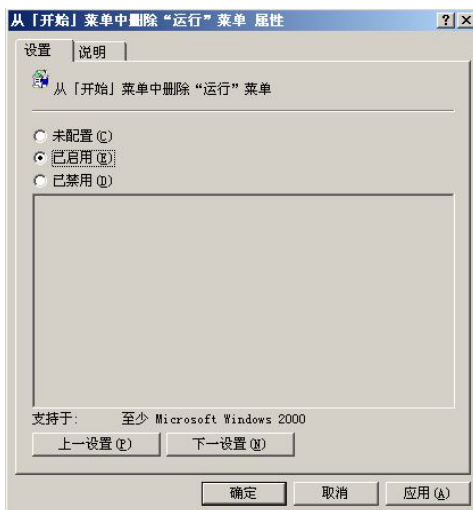 从「开始」菜单中删除“运行”菜单 属性
设置 说明
从「开始」菜单中删除“运行”菜单
未配置(C)
已启用(E)
已禁用(D)
支持于: 至少 Microsoft Windows 2000
上一设置(P) 下一设置(N)
确定 取消 应用(A)